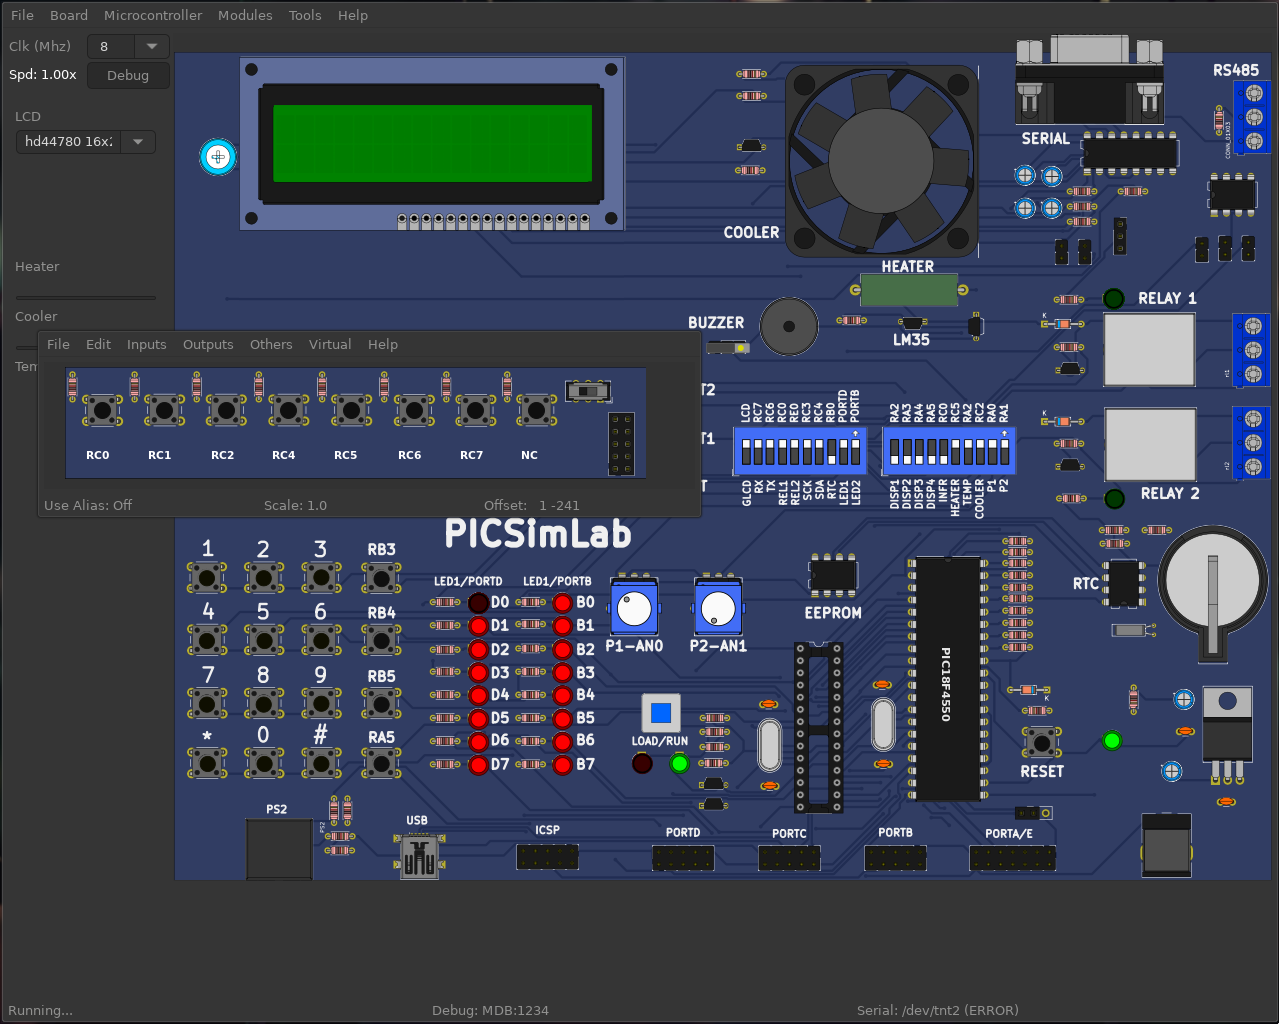 File Board Microcontroller Modules Tools Help
Clk (Mhz) 8
Spd: 1.00x Debug
LCD
hd44780 16x2
Heater
Cooler
Tem
COOLER
SERIAL
RS485
CONN_01X03
HEATER
BUZZER
LM35
RELAY 1
K
rl1
File Edit Inputs Outputs Others Virtual Help
RC0 RC1 RC2 RC4 RC5 RC6 RC7 NC
Use Alias: Off Scale: 1.0 Offset: 1 -241
T2
T1
T
LCD RC7 RC6 RC0 RE0 RC3 RC4 RB0 PORTD PORTB
GLCD RX TX REL1 REL2 SCK SDA RTC LED1 LED2
RA2 RA3 RA4 RA5 RC0 RC5 RA2 RC2 RA0 RA1
DISP1 DISP2 DISP3 DISP4 INFR HEATER TEMP COOLER P1 P2
K
rl2
RELAY 2
PICSimLab
1 2 3 RB3
4 5 6 RB4
7 8 9 RB5
* 0 # RA5
LED1/PORTD LED1/PORTB
D0 B0
D1 B1
D2 B2
D3 B3
D4 B4
D5 B5
D6 B6
D7 B7
P1-AN0 P2-AN1
EEPROM
LOAD/RUN
PIC18F4550
RTC
K
RESET
PS2
PS2
USB
ICSP
PORTD
PORTC
PORTB
PORTA/E
Running... Debug: MDB:1234 Serial: /dev/tnt2 (ERROR)